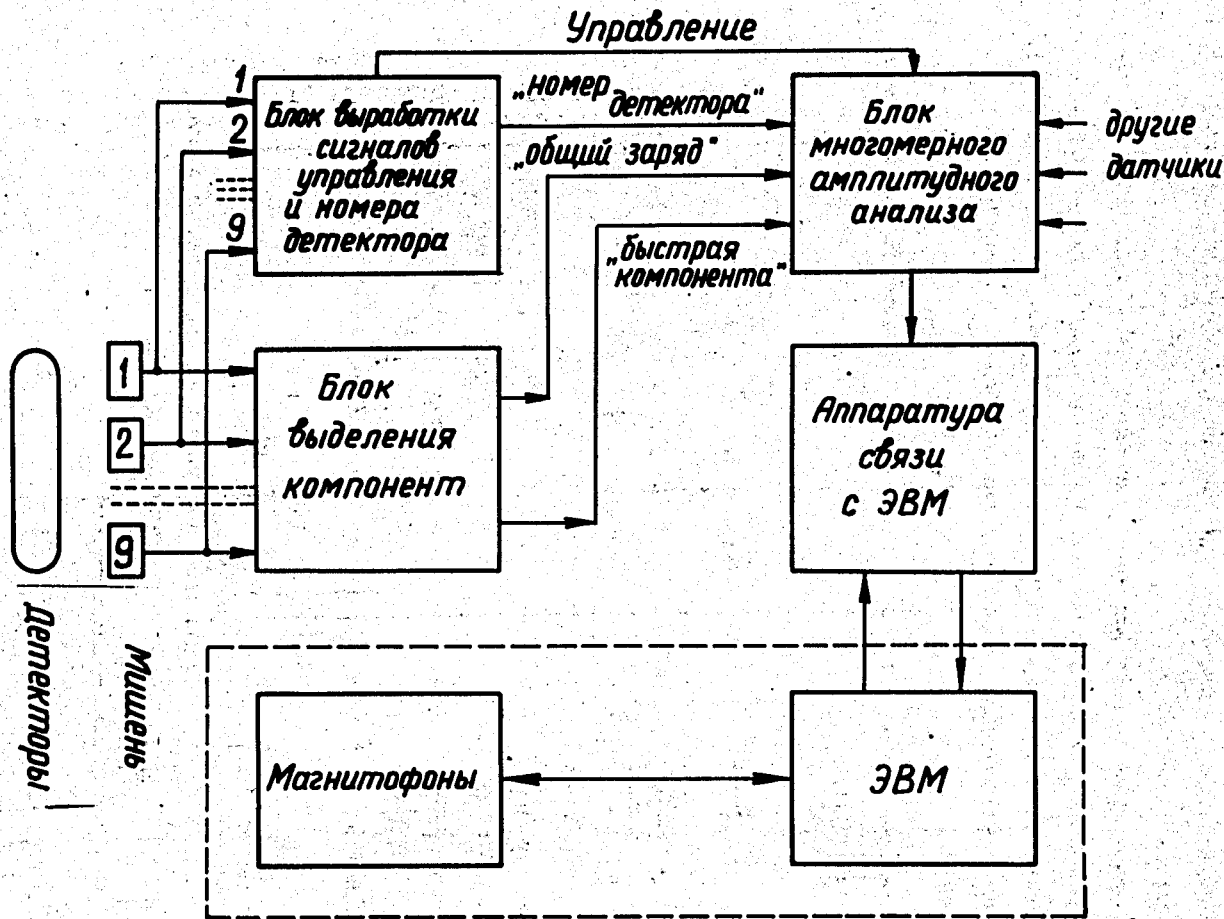 Управление
1
2
9
Блок выработки
сигналов
управления
и номера
детектора
„номер
детектора“
„общий заряд“
„быстрая
компонента“
Блок
многомерного
амплитудного
анализа
другие
датчики
1
2
9
Блок
выделения
компонент
Аппаратура
связи
с ЭВМ
Детекторы
Мишень
Магнитофоны
ЭВМ